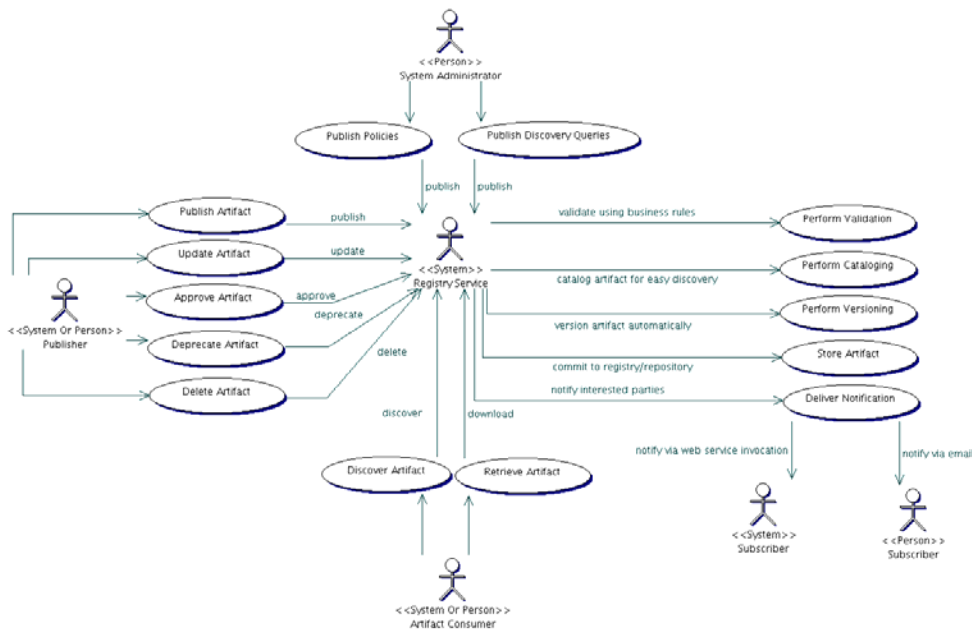 <<Person>>
System Administrator
Publish Policies
Publish Discovery Queries
publish
publish
Publish Artifact
publish
validate using business rules
Perform Validation
Update Artifact
update
<<System>>
Registry Service
catalog artifact for easy discovery
Perform Cataloging
Approve Artifact
approve
version artifact automatically
Perform Versioning
<<System Or Person>>
Publisher
deprecate
Deprecate Artifact
delete
commit to registry/repository
Store Artifact
Delete Artifact
notify interested parties
Deliver Notification
discover
download
notify via web service invocation
notify via email
Discover Artifact
Retrieve Artifact
<<System>>
Subscriber
<<Person>>
Subscriber
<<System Or Person>>
Artifact Consumer